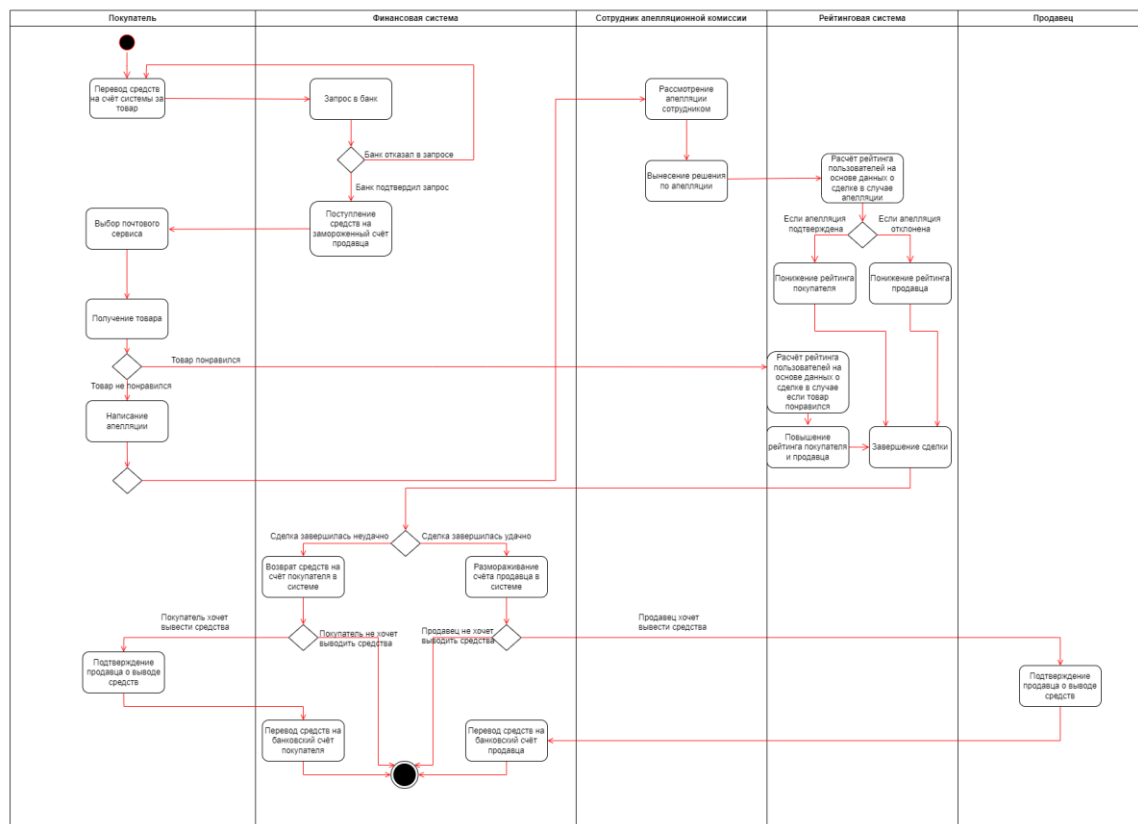 Покупатель
Финансовая система
Сотрудник апелляционной комиссии
Рейтинговая система
Продавец
Перевод средств
на счёт системы за
товар
Запрос в банк
Рассмотрение
апелляции
сотрудником
Банк отказал в запросе
Вынесение решения
по апелляции
Расчёт рейтинга
пользователей на
основе данных о
сделке в случае
апелляции
Банк подтвердил запрос
Выбор почтового
сервиса
Поступление
средств на
замороженный счёт
продавца
Если апелляция
подтверждена
Если апелляция
отклонена
Понижение рейтинга
покупателя
Понижение рейтинга
продавца
Получение товара
Товар понравился
Товар не понравился
Расчёт рейтинга
пользователей на
основе данных о
сделке в случае
если товар
понравился
Написание
апелляции
Повышение
рейтинга покупателя
и продавца
Завершение сделки
Сделка завершилась неудачно
Сделка завершилась удачно
Возврат средств на
счёт покупателя в
системе
Размораживание
счёта продавца в
системе
Покупатель хочет
вывести средства
Покупатель не хочет
выводить средства
Продавец не хочет
выводить средства
Продавец хочет
вывести средства
Подтверждение
продавца о выводе
средств
Подтверждение
продавца о выводе
средств
Перевод средств на
банковский счёт
покупателя
Перевод средств на
банковский счёт
продавца